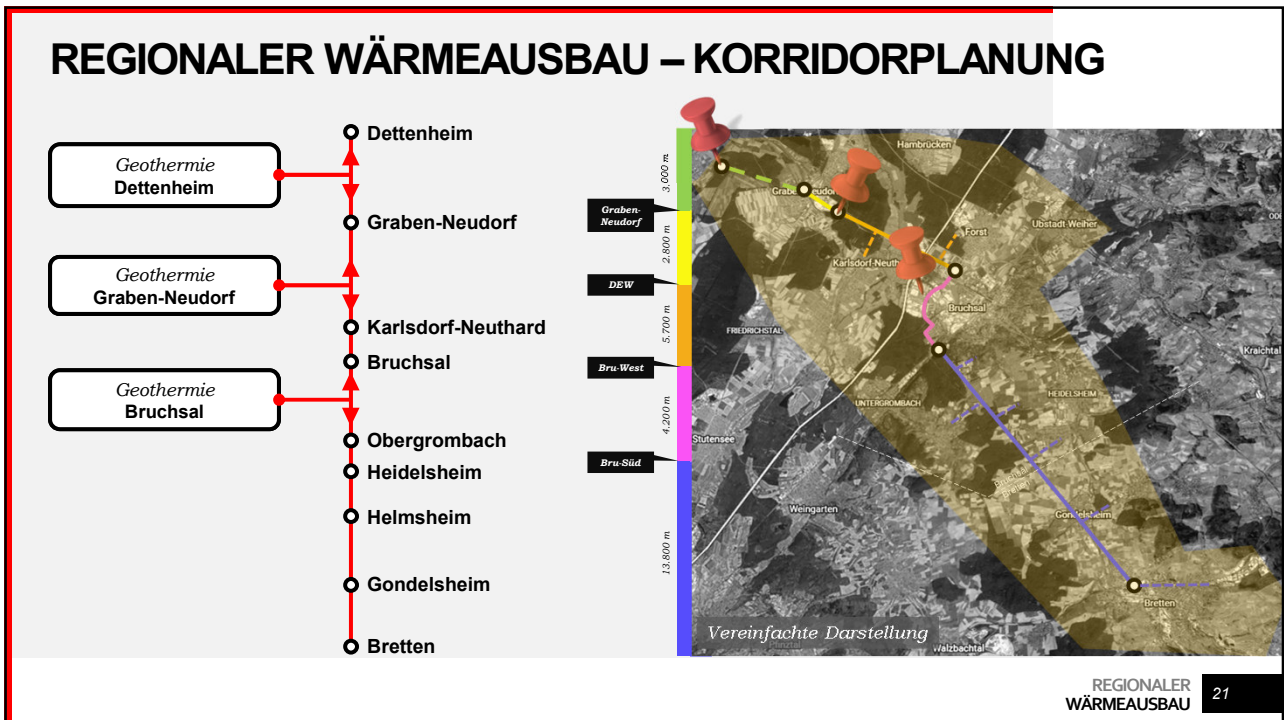 REGIONALER WÄRMEAUSBAU – KORRIDORPLANUNG
Geothermie
Dettenheim
Geothermie
Graben-Neudorf
Geothermie
Bruchsal
Dettenheim
Graben-Neudorf
Karlsdorf-Neuthard
Bruchsal
Obergrombach
Heidelsheim
Helmsheim
Gondelsheim
Bretten
3.000 m
Graben-
Neudorf
2.800 m
DEW
5.700 m
Bru-West
4.200 m
Bru-Süd
13.800 m
Hambrücken
Ubstadt-Weiher
Forst
Bruchsal
FRIEDRICHSTAL
Kraichtal
HEIDELSHEIM
UNTERGROMBACH
Stutensee
Weingarten
Gondelsheim
Bretten
Walzbachtal
Vereinfachte Darstellung
REGIONALER
WÄRMEAUSBAU
21